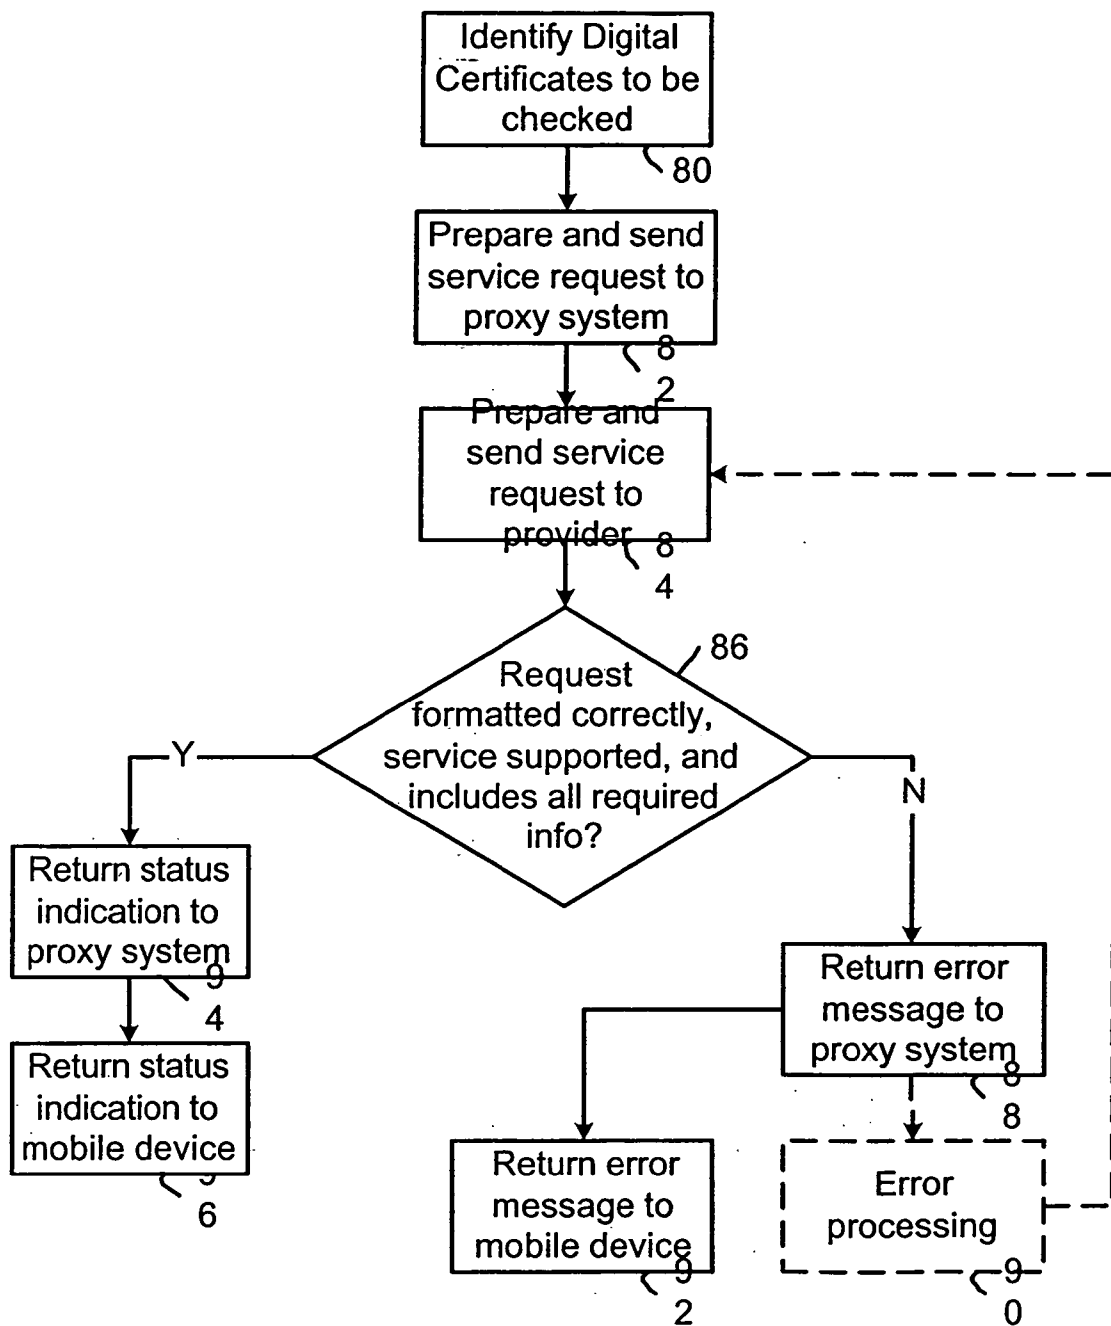 Identify Digital
Certificates to be
checked
80
Prepare and send
service request to
proxy system
8
2
Prepare and
send service
request to
provider
8
4
86
Request
formatted correctly,
service supported, and
includes all required
info?
Y
N
Return status
indication to
proxy system
9
4
Return status
indication to
mobile device
9
6
Return error
message to
proxy system
8
8
Return error
message to
mobile device
9
2
Error
processing
9
0